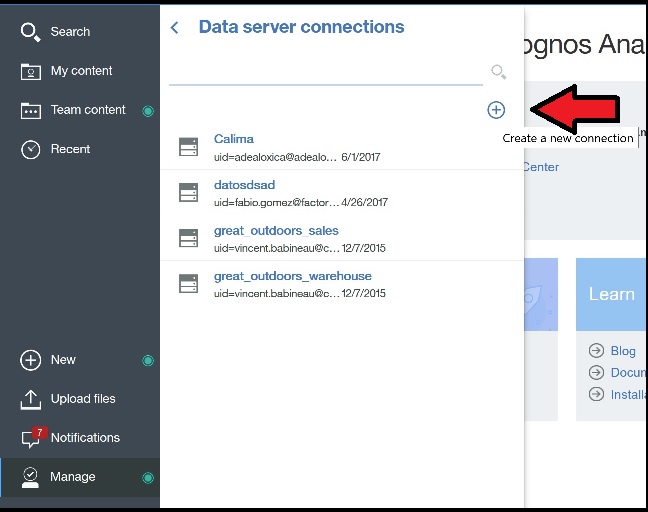 Search
My content
Team content
Recent
New
Upload files
7
Notifications
Manage
Data server connections
Calima
uid=adealoxica@adealo... 6/1/2017
datosdsad
uid=fabio.gomez@factor... 4/26/2017
great_outdoors_sales
uid=vincent.babineau@c... 12/7/2015
great_outdoors_warehouse
uid=vincent.babineau@c... 12/7/2015
Create a new connection
ognos Ana
Center
Learn
Blog
Docum
Installa